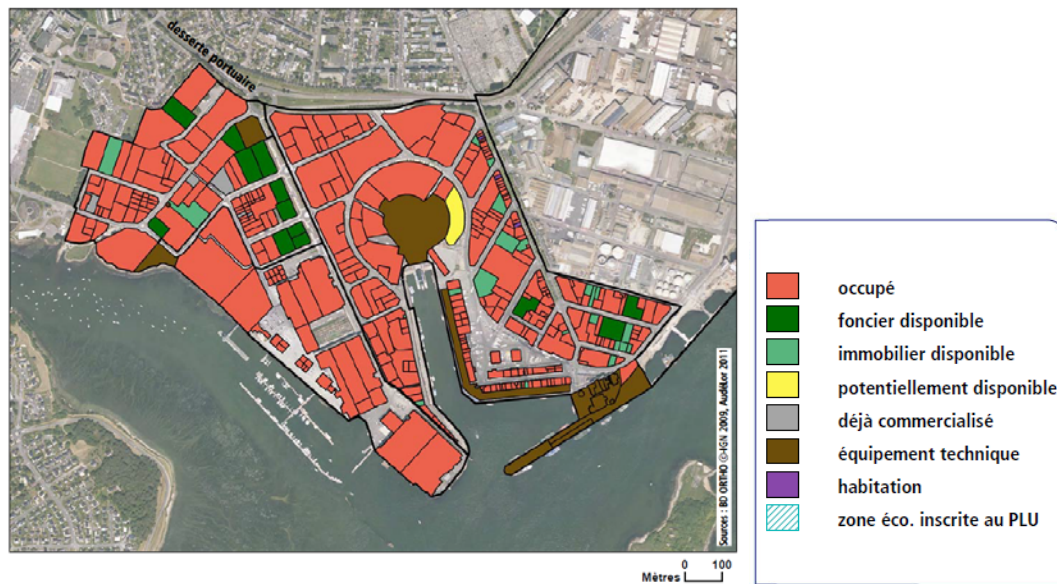 desserte portuaire
occupé
foncier disponible
immobilier disponible
potentiellement disponible
déjà commercialisé
équipement technique
habitation
zone éco. inscrite au PLU
Sources : BD ORTHO ©-IGN 2009, Audélor 2011
Mètres 0 100